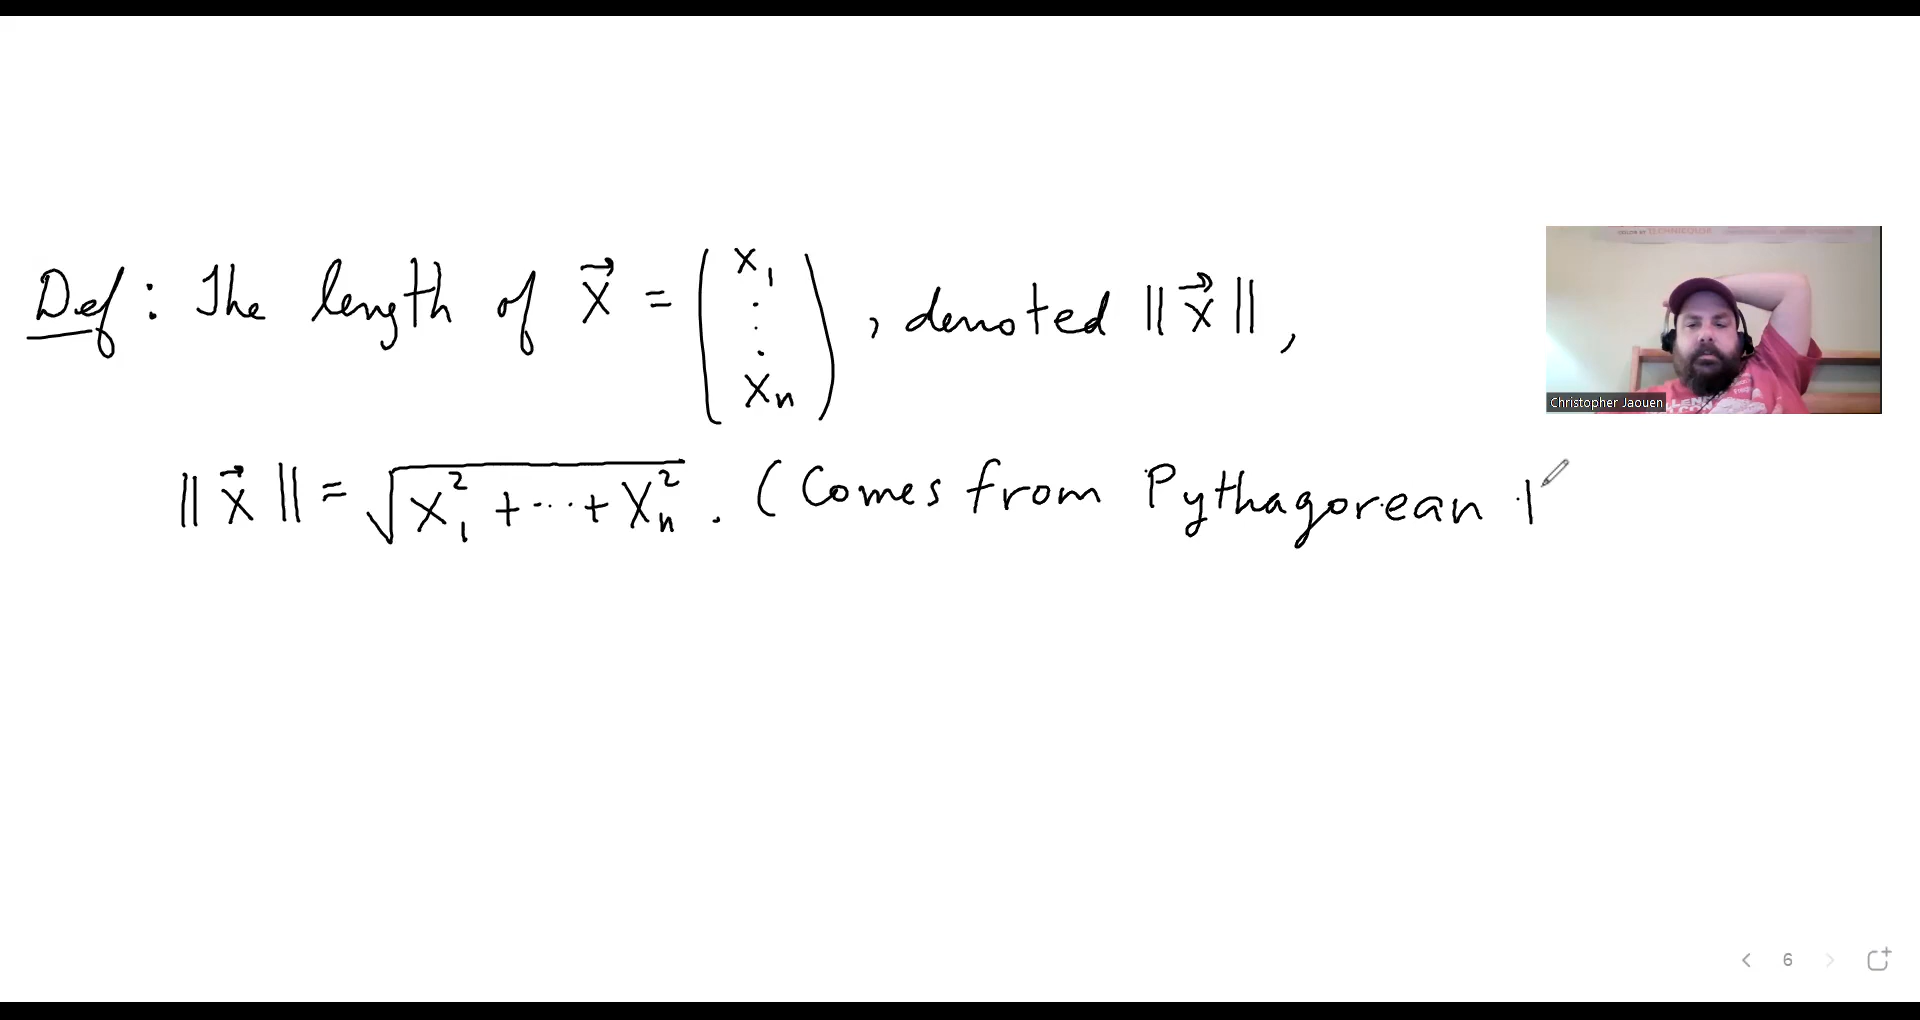 Def: The length of x⃗ = (x₁ ⋮ xₙ), denoted ||x⃗||,
||x⃗|| = √(x₁² + ··· + xₙ²). (Comes from Pythagorean
Christopher Jaouen
6